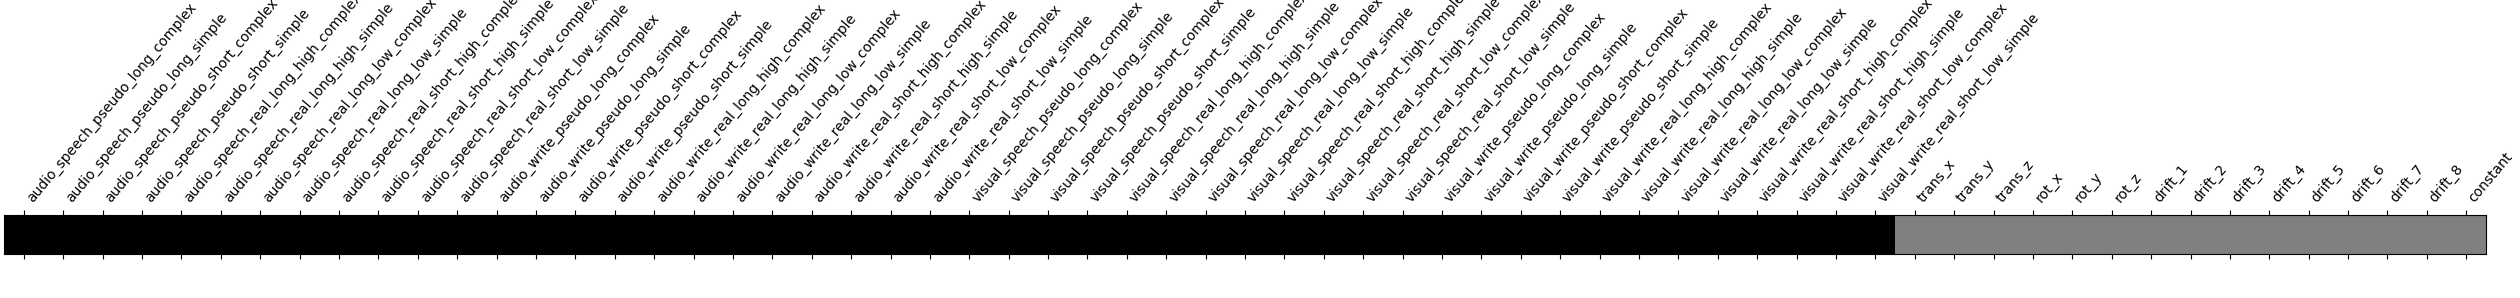 audio_speech_pseudo_long_complex
audio_speech_pseudo_long_simple
audio_speech_pseudo_short_complex
audio_speech_pseudo_short_simple
audio_speech_real_long_high_complex
audio_speech_real_long_high_simple
audio_speech_real_long_low_complex
audio_speech_real_long_low_simple
audio_speech_real_short_high_complex
audio_speech_real_short_high_simple
audio_speech_real_short_low_complex
audio_speech_real_short_low_simple
audio_write_pseudo_long_complex
audio_write_pseudo_long_simple
audio_write_pseudo_short_complex
audio_write_pseudo_short_simple
audio_write_real_long_high_complex
audio_write_real_long_high_simple
audio_write_real_long_low_complex
audio_write_real_long_low_simple
audio_write_real_short_high_complex
audio_write_real_short_high_simple
audio_write_real_short_low_complex
audio_write_real_short_low_simple
visual_speech_pseudo_long_complex
visual_speech_pseudo_long_simple
visual_speech_pseudo_short_complex
visual_speech_pseudo_short_simple
visual_speech_real_long_high_complex
visual_speech_real_long_high_simple
visual_speech_real_long_low_complex
visual_speech_real_long_low_simple
visual_speech_real_short_high_complex
visual_speech_real_short_high_simple
visual_speech_real_short_low_complex
visual_speech_real_short_low_simple
visual_write_pseudo_long_complex
visual_write_pseudo_long_simple
visual_write_pseudo_short_complex
visual_write_pseudo_short_simple
visual_write_real_long_high_complex
visual_write_real_long_high_simple
visual_write_real_long_low_complex
visual_write_real_long_low_simple
visual_write_real_short_high_complex
visual_write_real_short_high_simple
visual_write_real_short_low_complex
visual_write_real_short_low_simple
trans_x
trans_y
trans_z
rot_x
rot_y
rot_z
drift_1
drift_2
drift_3
drift_4
drift_5
drift_6
drift_7
drift_8
constant